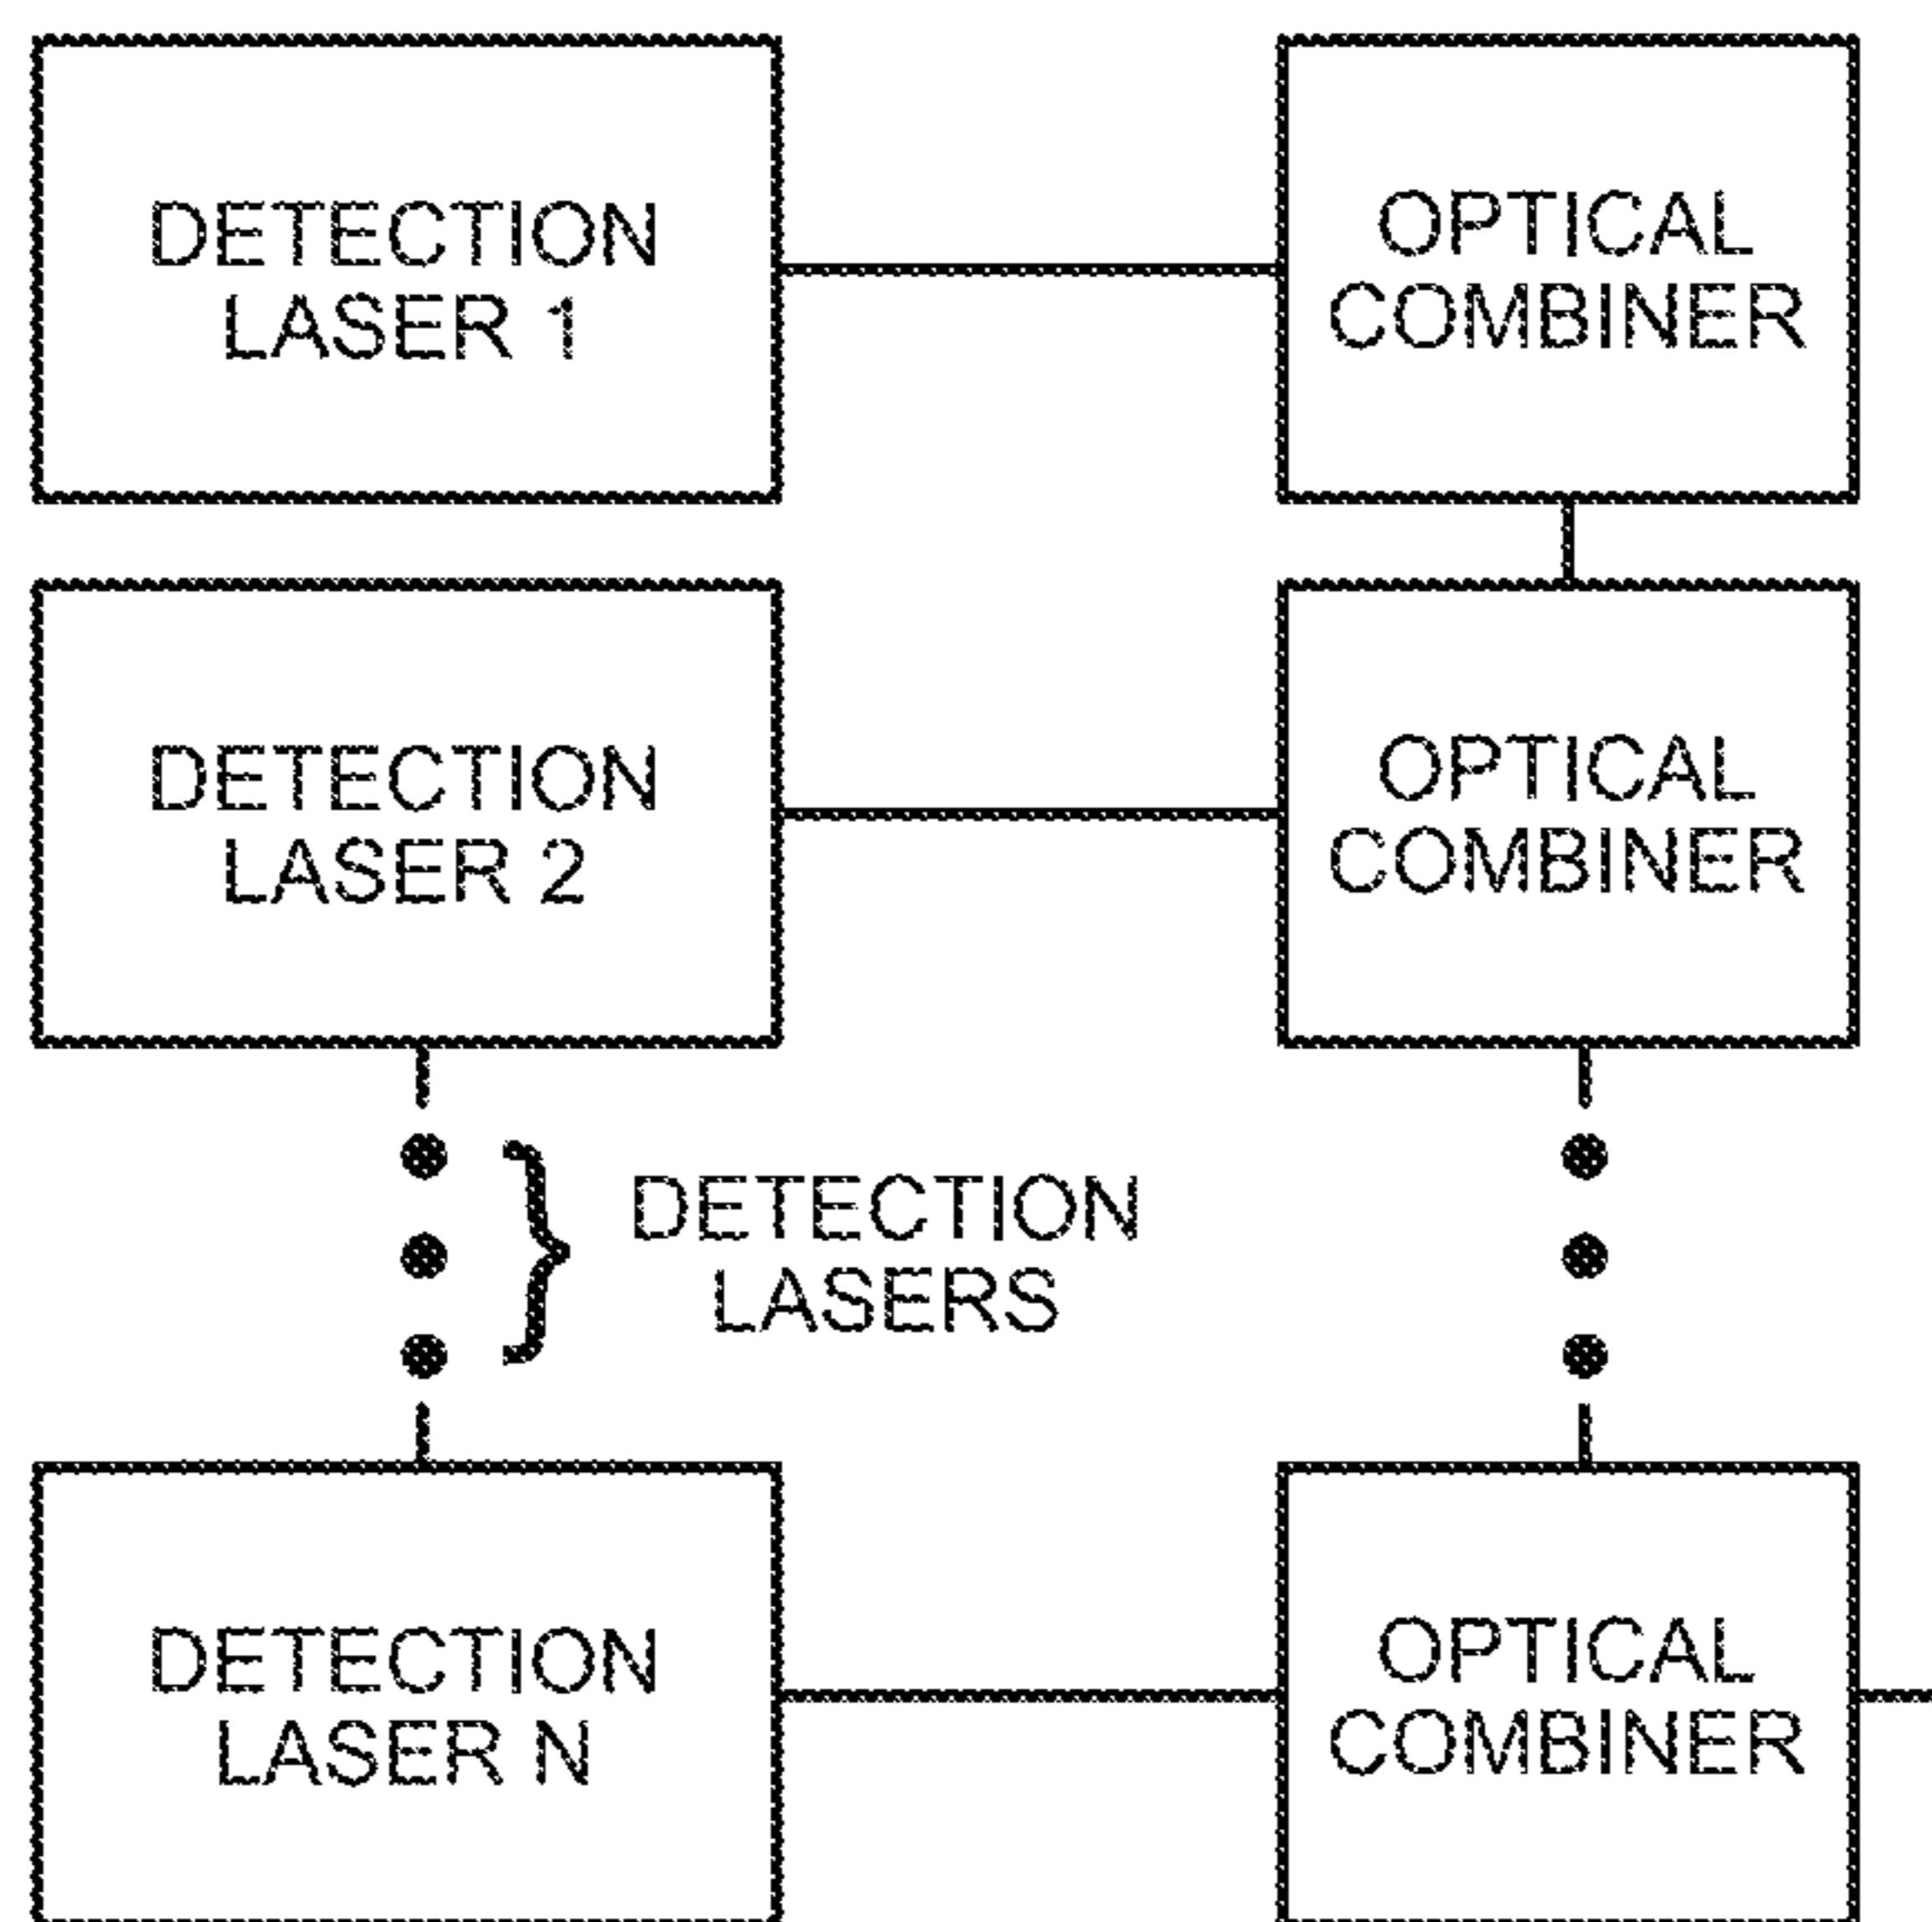 DETECTION
LASER 1
OPTICAL
COMBINER
DETECTION
LASER 2
OPTICAL
COMBINER
DETECTION
LASERS
DETECTION
LASER N
OPTICAL
COMBINER